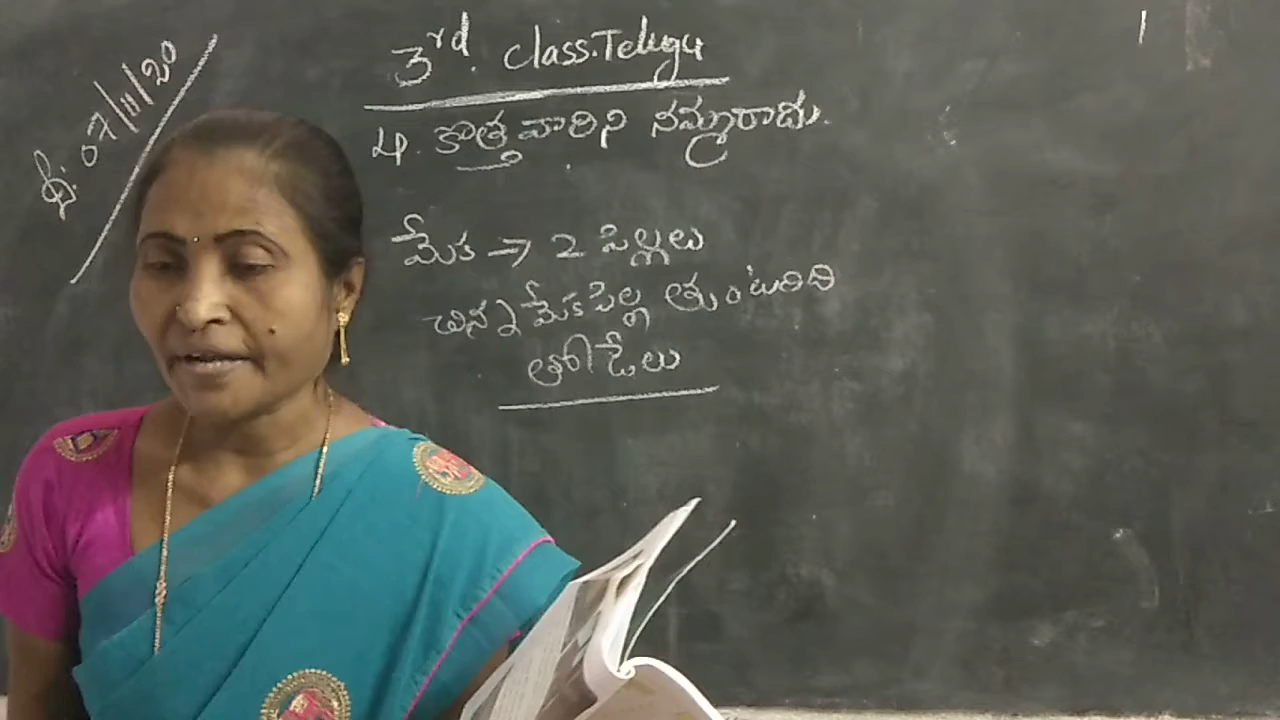 ది: 07/11/20
3rd class.Telugu
4. కొత్తవారిని నమ్మరాదు.
మేక → 2 పిల్లలు
చిన్న మేకపిల్ల తుంటరిది
తోడేలు